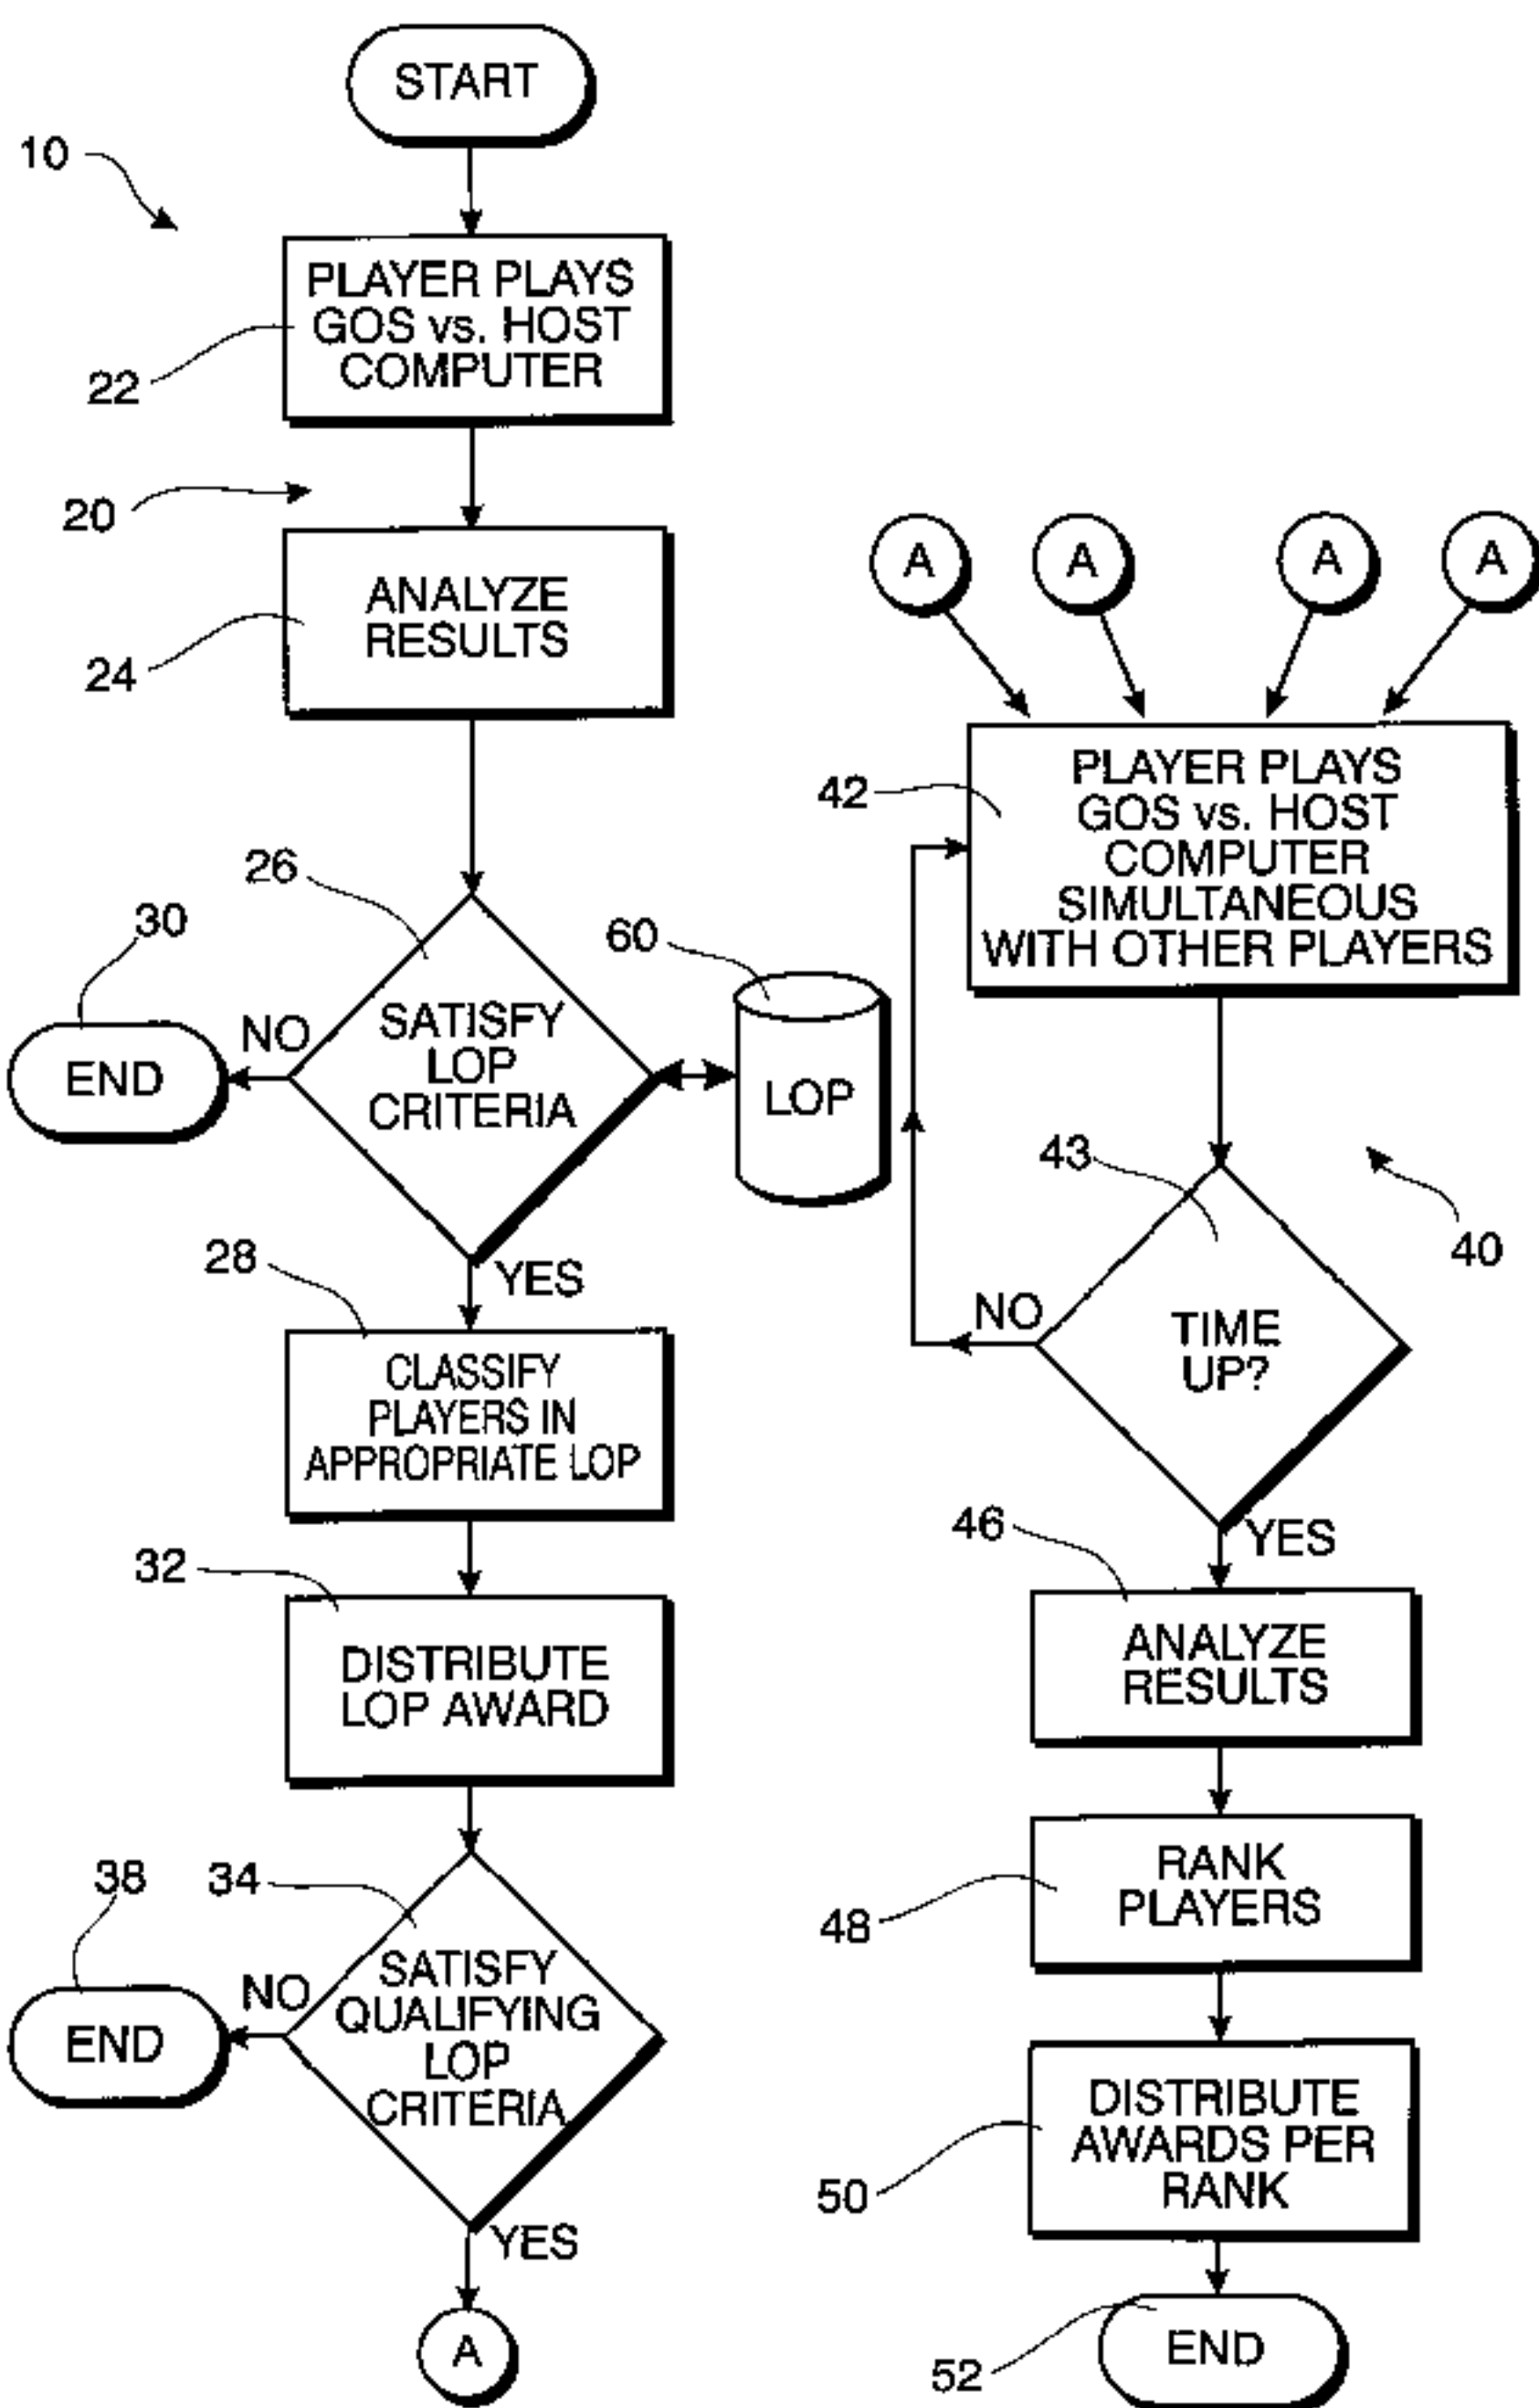 START
10
PLAYER PLAYS
GOS vs. HOST
COMPUTER
22
20
ANALYZE
RESULTS
24
26
30
NO
END
SATISFY
LOP
CRITERIA
60
LOP
28
YES
CLASSIFY
PLAYERS IN
APPROPRIATE LOP
32
DISTRIBUTE
LOP AWARD
38
34
NO
END
SATISFY
QUALIFYING
LOP
CRITERIA
YES
A
A
A
A
A
42
PLAYER PLAYS
GOS vs. HOST
COMPUTER
SIMULTANEOUS
WITH OTHER PLAYERS
43
40
NO
TIME
UP?
46
YES
ANALYZE
RESULTS
48
RANK
PLAYERS
50
DISTRIBUTE
AWARDS PER
RANK
52
END